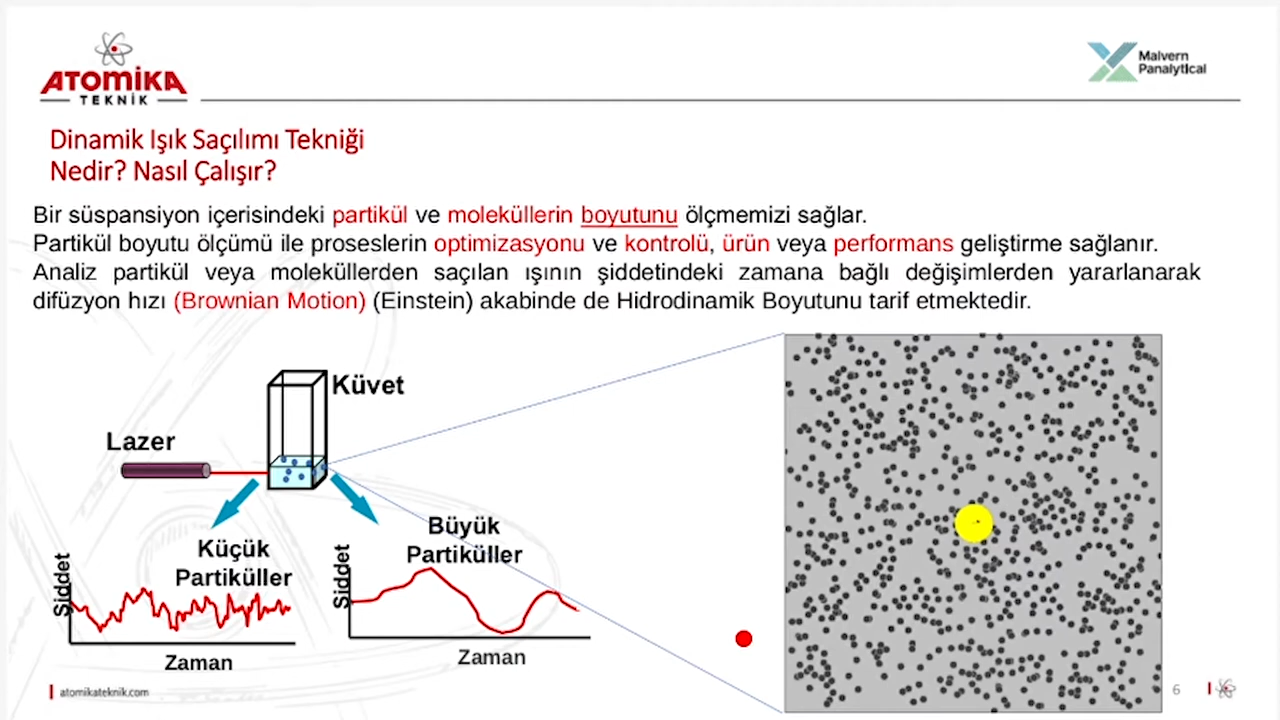 ATOMİKA
TEKNİK
Malvern
Panalytical
Dinamik Işık Saçılımı Tekniği
Nedir? Nasıl Çalışır?
Bir süspansiyon içerisindeki partikül ve moleküllerin boyutunu ölçmemizi sağlar.
Partikül boyutu ölçümü ile proseslerin optimizasyonu ve kontrolü, ürün veya performans geliştirme sağlanır.
Analiz partikül veya moleküllerden saçılan ışının şiddetindeki zamana bağlı değişimlerden yararlanarak
difüzyon hızı (Brownian Motion) (Einstein) akabinde de Hidrodinamik Boyutunu tarif etmektedir.
Küvet
Lazer
Küçük
Partiküller
Büyük
Partiküller
Şiddet
Şiddet
Zaman
Zaman
atomikateknik.com
6